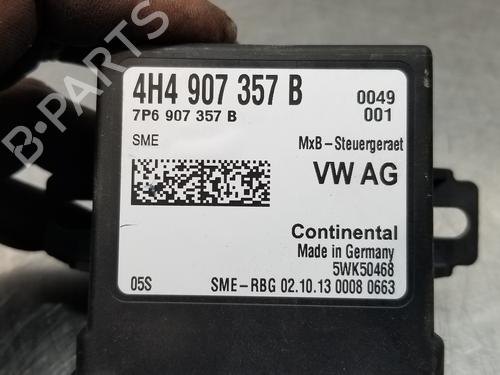 4H4 907 357 B
0049
7P6 907 357 B
001
SME
MxB-Steuergeraet
VW AG
Continental
Made in Germany
5WK50468
05S
SME-RBG 02.10.13 0008 0663
B-PARTS